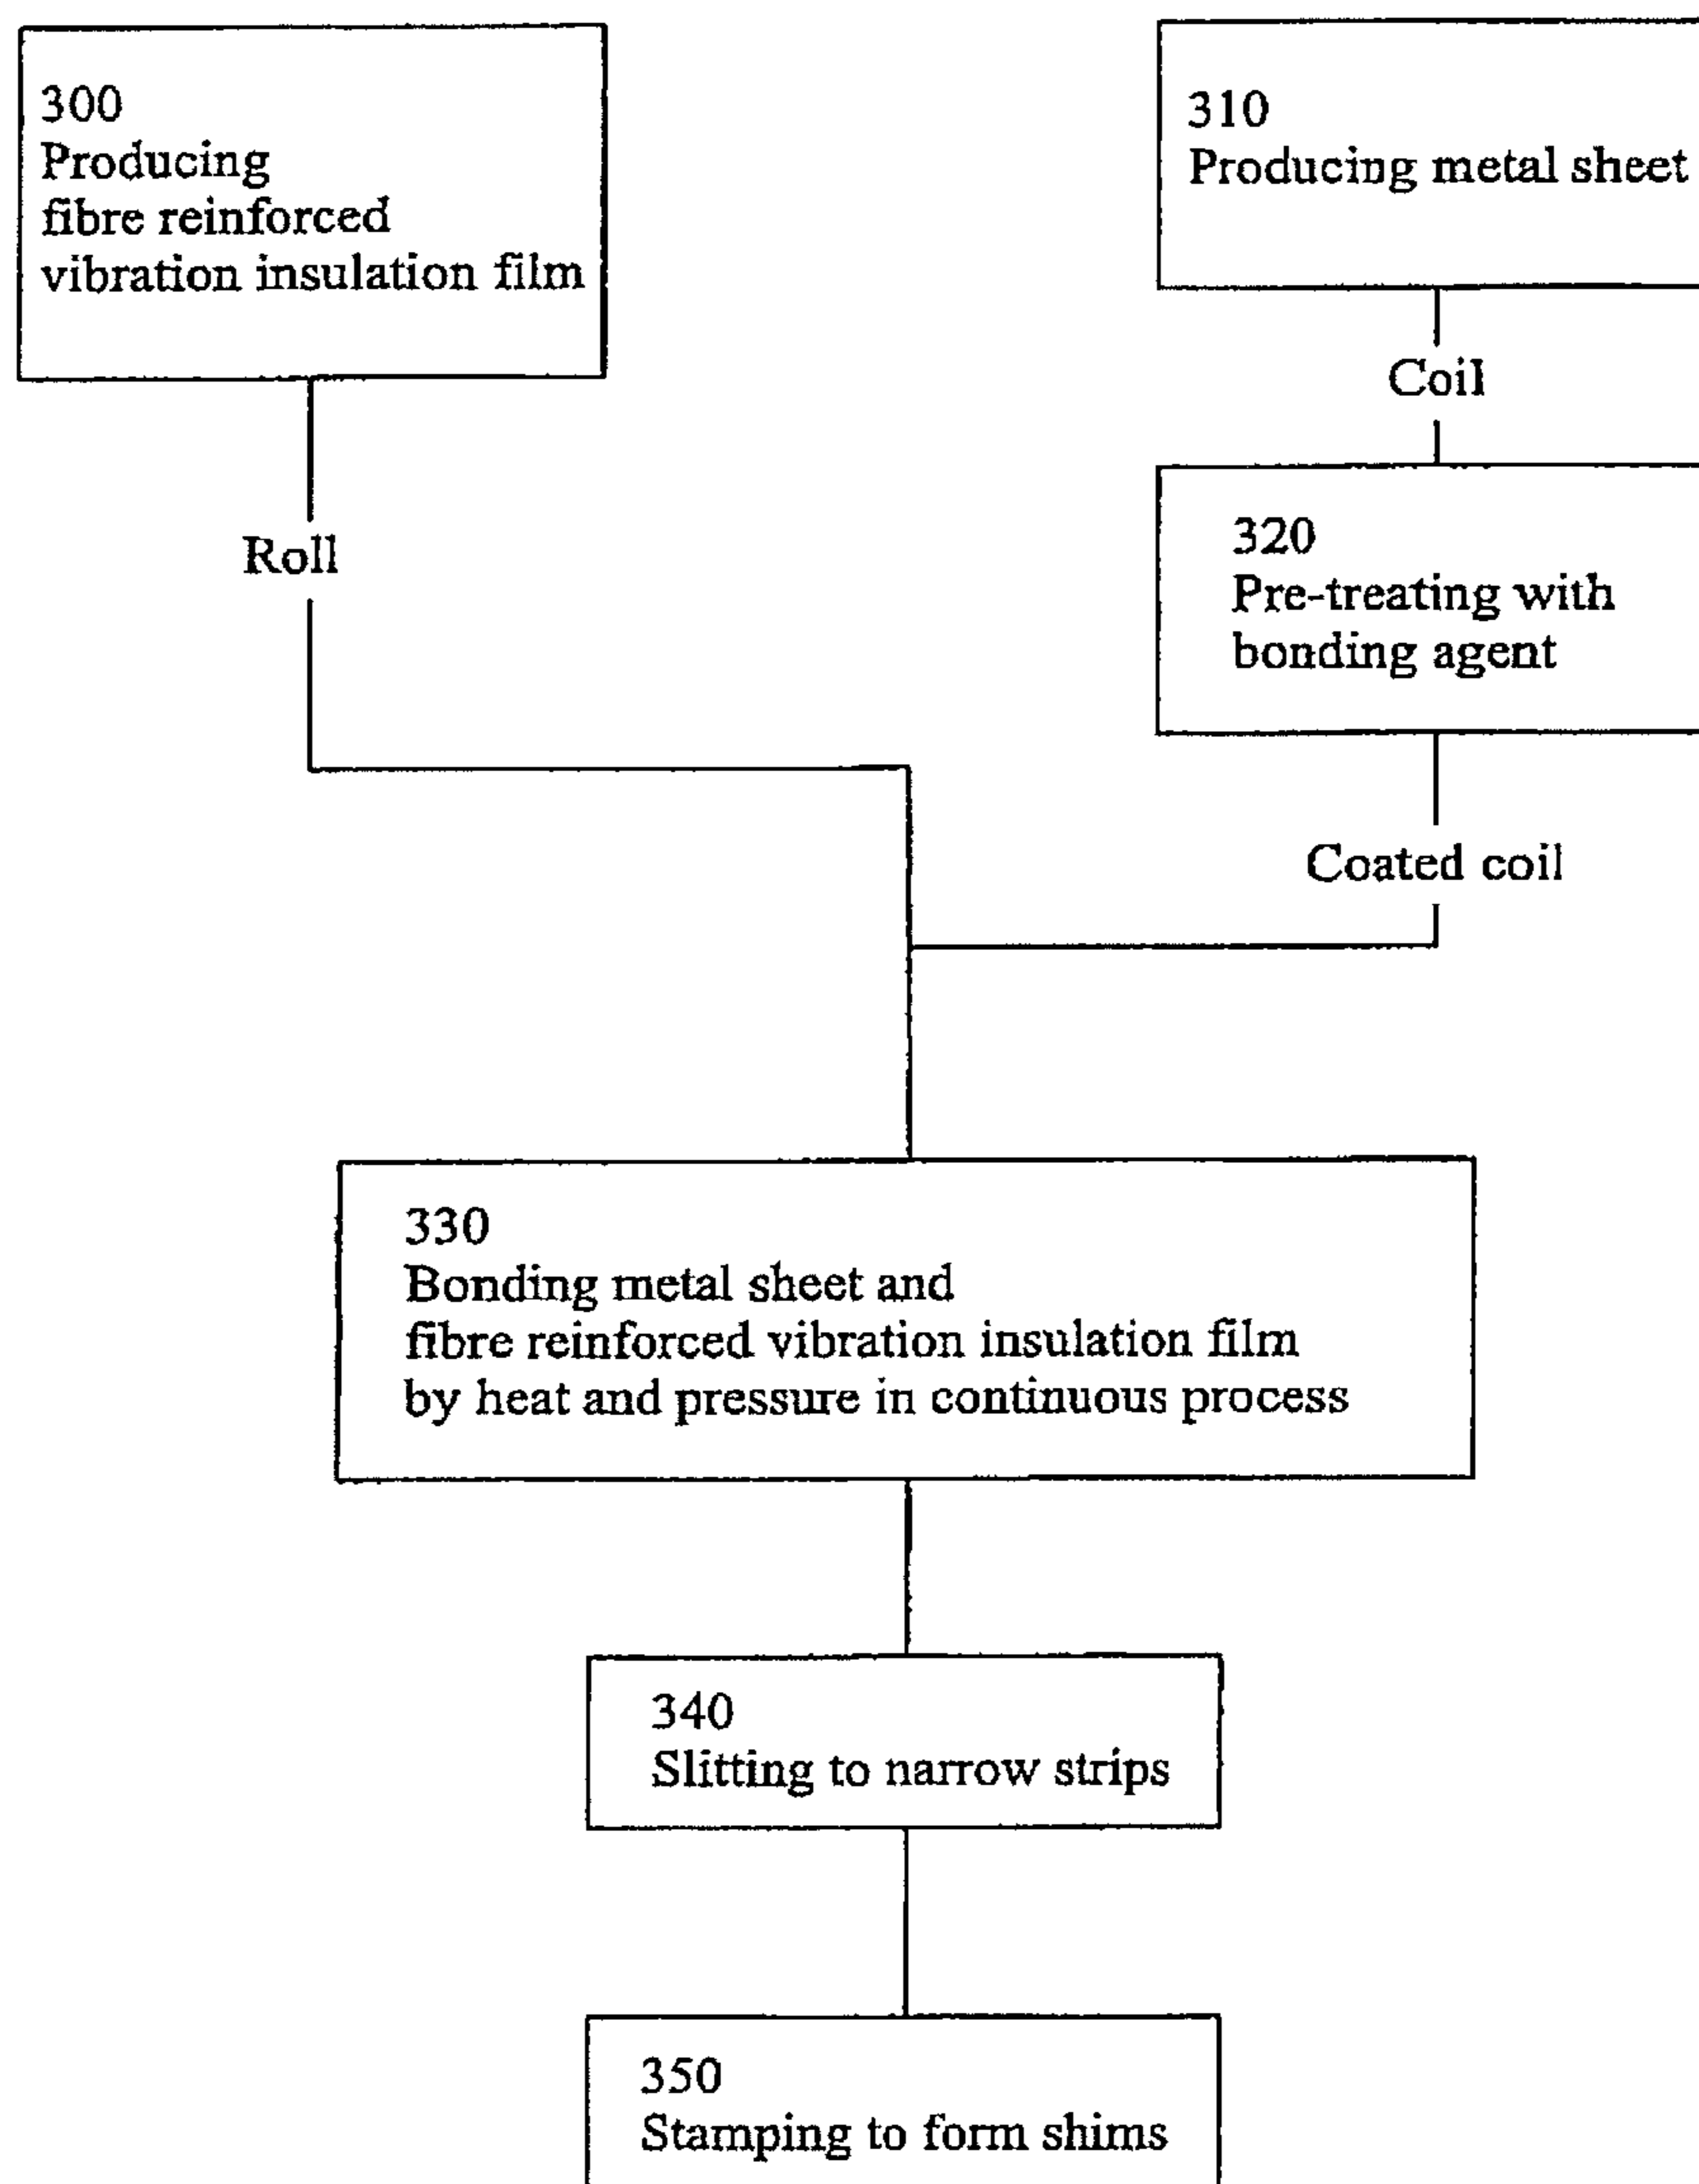 300
Producing
fibre reinforced
vibration insulation film
310
Producing metal sheet
Coil
320
Pre-treating with
bonding agent
Roll
Coated coil
330
Bonding metal sheet and
fibre reinforced vibration insulation film
by heat and pressure in continuous process
340
Slitting to narrow strips
350
Stamping to form shims